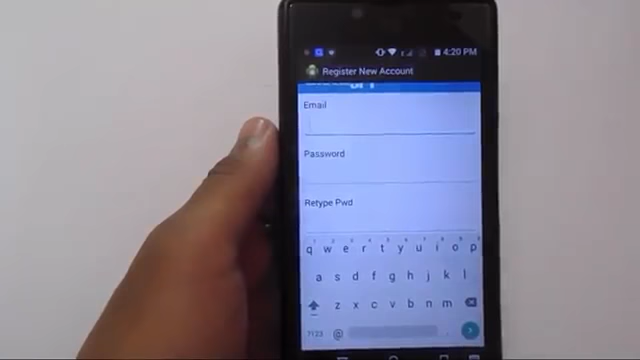 4:20 PM
Register New Account
Email
Password
Retype Pwd
q w e r t y u i o p
a s d f g h j k l
z x c v b n m
?123 @ .